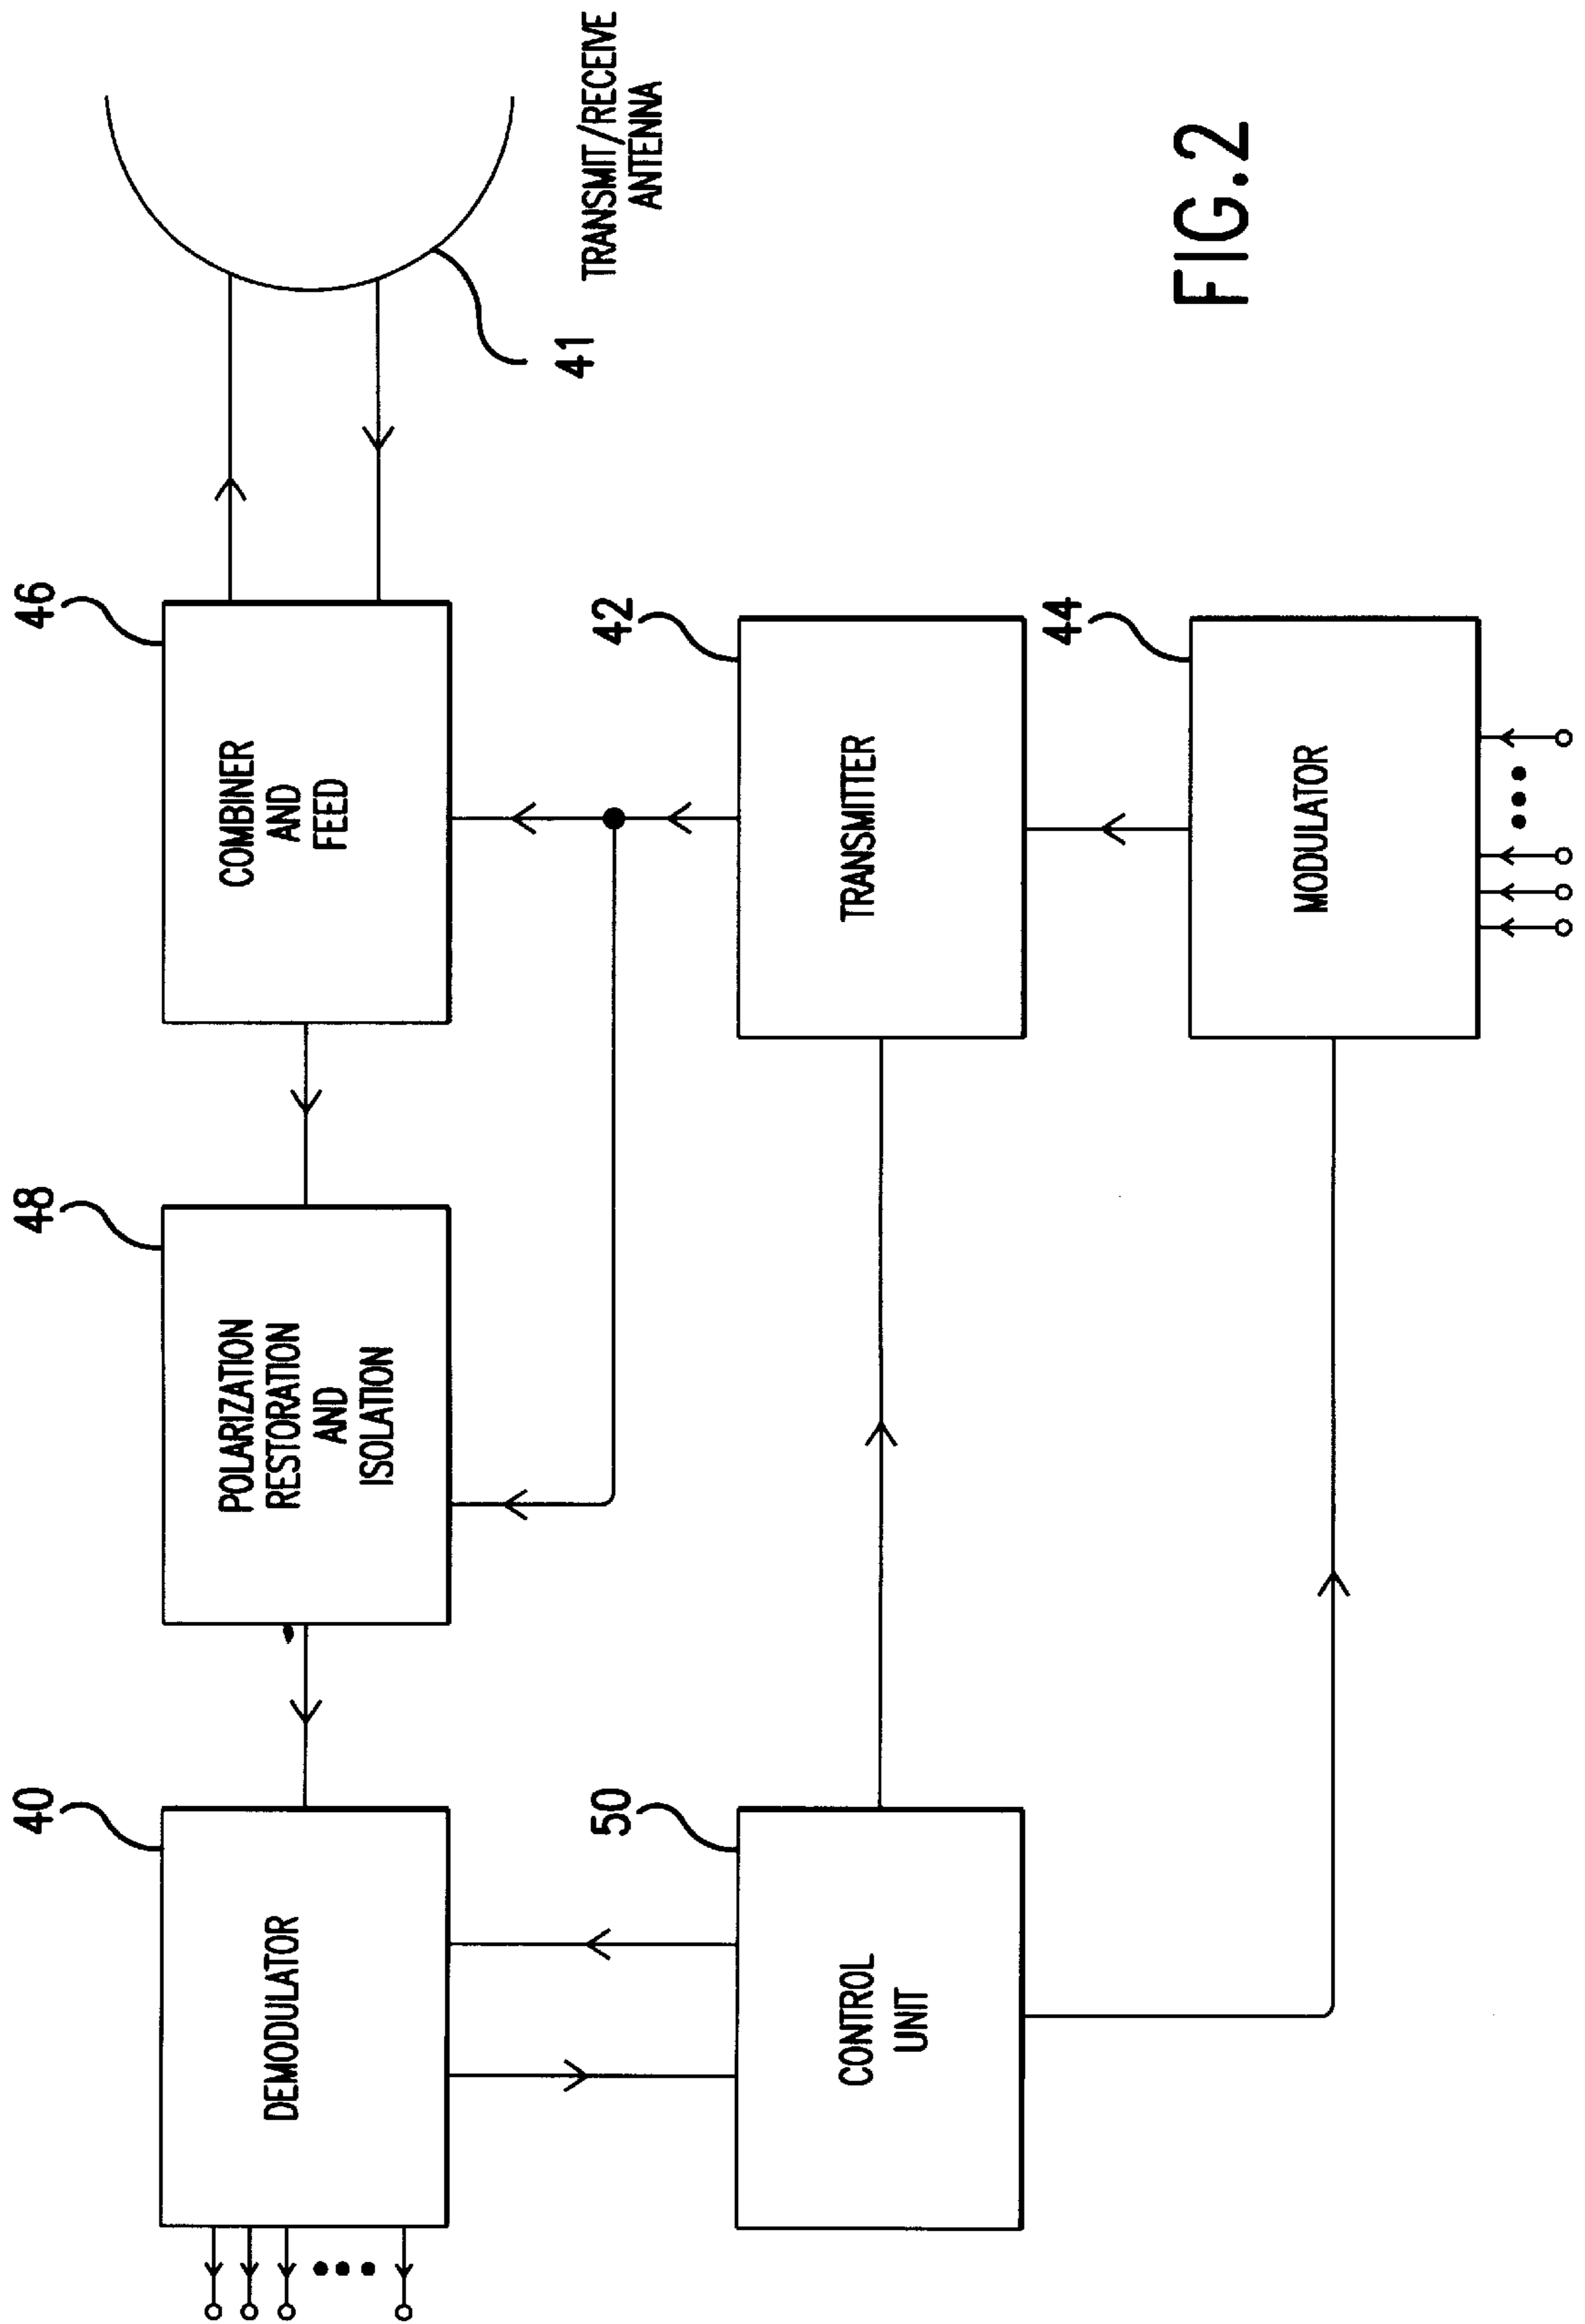 40
DEMODULATOR
48
POLARIZATION
RESTORATION
AND
ISOLATION
46
COMBINER
AND
FEED
41
TRANSMIT/RECEIVE
ANTENNA
50
CONTROL
UNIT
42
TRANSMITTER
44
MODULATOR
FIG.2